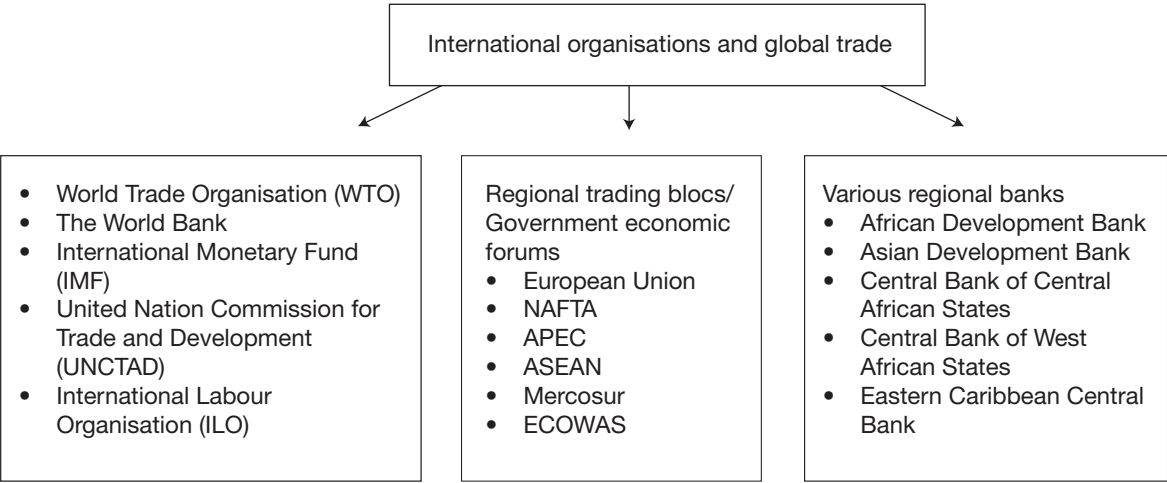 International organisations and global trade
• World Trade Organisation (WTO)
• The World Bank
• International Monetary Fund
(IMF)
• United Nation Commission for
Trade and Development
(UNCTAD)
• International Labour
Organisation (ILO)
Regional trading blocs/
Government economic
forums
• European Union
• NAFTA
• APEC
• ASEAN
• Mercosur
• ECOWAS
Various regional banks
• African Development Bank
• Asian Development Bank
• Central Bank of Central
African States
• Central Bank of West
African States
• Eastern Caribbean Central
Bank